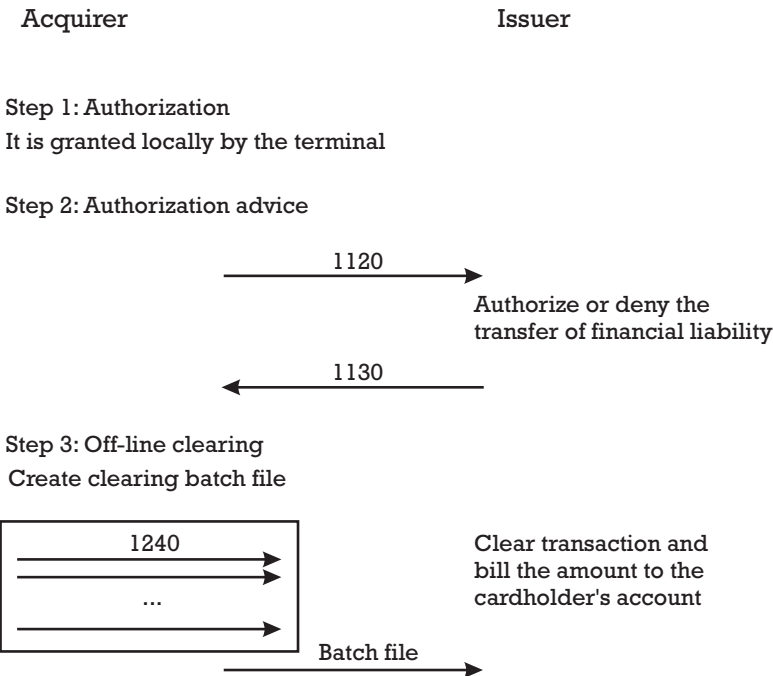 Acquirer Issuer
Step 1: Authorization
It is granted locally by the terminal
Step 2: Authorization advice
1120
Authorize or deny the
transfer of financial liability
1130
Step 3: Off-line clearing
Create clearing batch file
1240
Clear transaction and
bill the amount to the
cardholder's account
...
Batch file